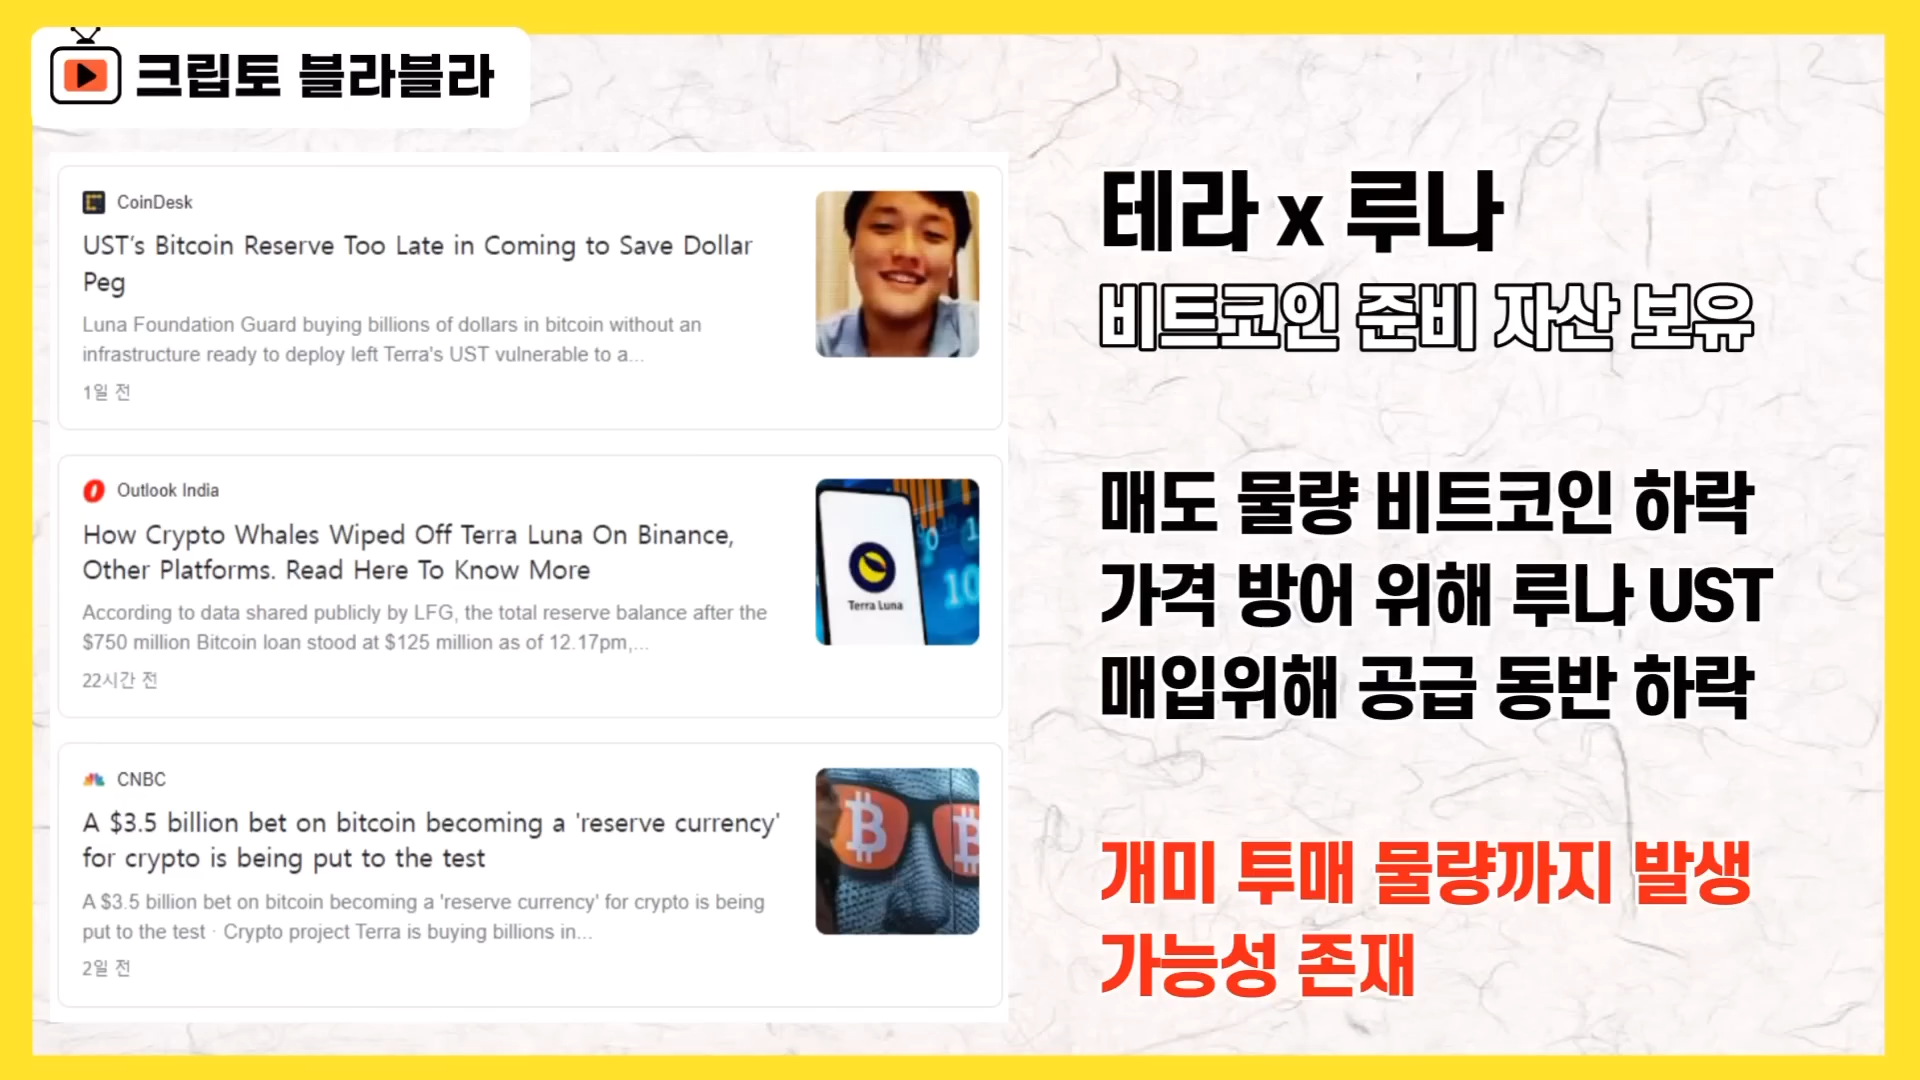 크립토 블라블라
CoinDesk
UST's Bitcoin Reserve Too Late in Coming to Save Dollar
Peg
Luna Foundation Guard buying billions of dollars in bitcoin without an
infrastructure ready to deploy left Terra's UST vulnerable to a...
1일 전
Outlook India
How Crypto Whales Wiped Off Terra Luna On Binance,
Other Platforms. Read Here To Know More
According to data shared publicly by LFG, the total reserve balance after the
$750 million Bitcoin loan stood at $125 million as of 12.17pm,...
22시간 전
Terra Luna
CNBC
A $3.5 billion bet on bitcoin becoming a 'reserve currency'
for crypto is being put to the test
A $3.5 billion bet on bitcoin becoming a 'reserve currency' for crypto is being
put to the test · Crypto project Terra is buying billions in...
2일 전
테라 x 루나
비트코인 준비 자산 보유
매도 물량 비트코인 하락
가격 방어 위해 루나 UST
매입위해 공급 동반 하락
개미 투매 물량까지 발생
가능성 존재